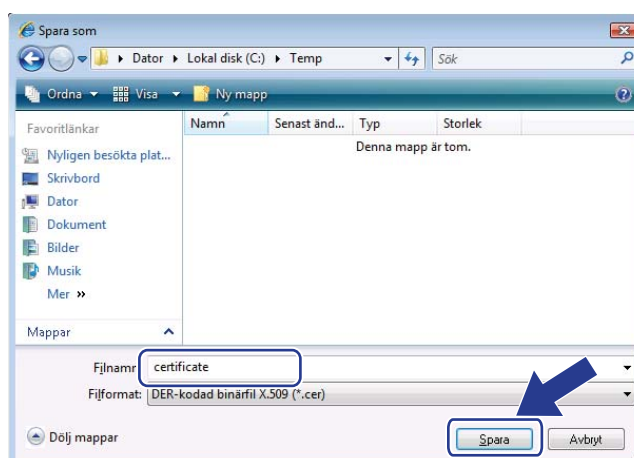 Spara som
Dator Lokal disk (C:) Temp Sök
Ordna Visa Ny mapp
Favoritlänkar Namn Senast änd... Typ Storlek
Denna mapp är tom.
Nyligen besökta plat...
Skrivbord
Dator
Dokument
Bilder
Musik
Mer »
Mappar
Filnamn certificate
Filformat: DER-kodad binärfil X.509 (*.cer)
Dölj mappar Spara Avbryt